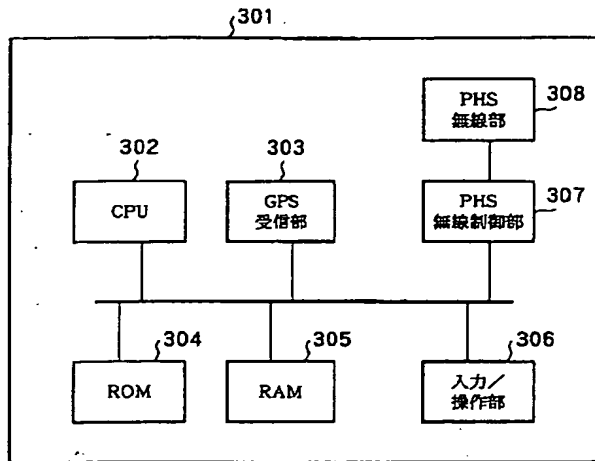 301
PHS
無線部
308
302
303
CPU
GPS
受信部
PHS
無線制御部
307
304
305
306
ROM
RAM
入力／
操作部